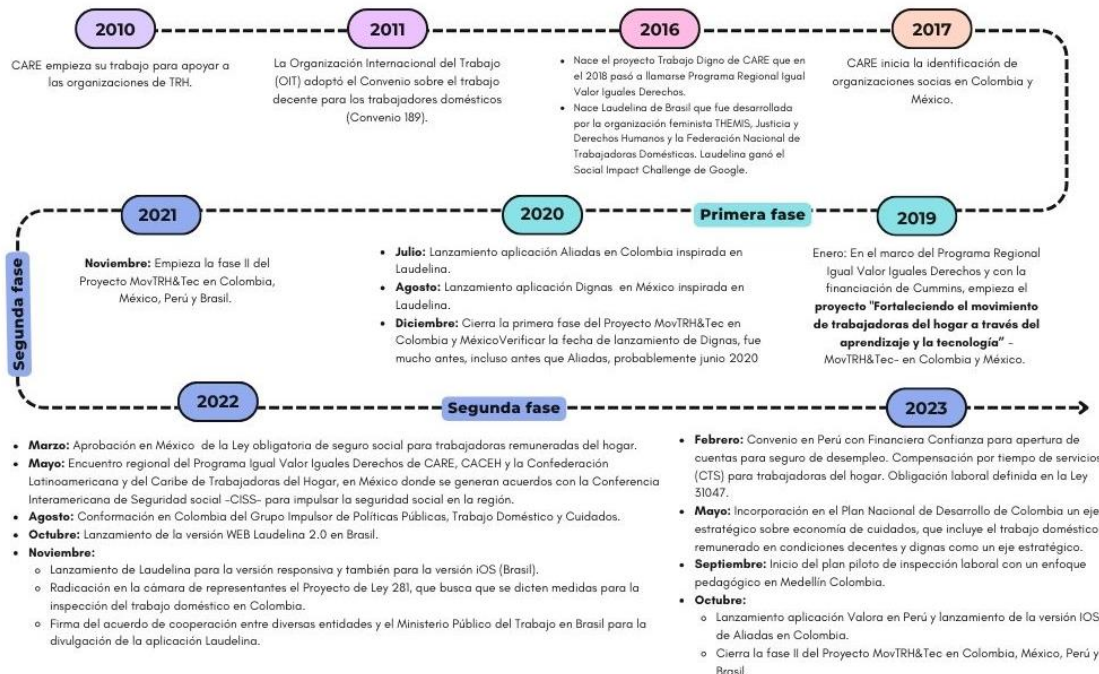 2010
CARE empieza su trabajo para apoyar a
las organizaciones de TRH.
2011
La Organización Internacional del Trabajo
(OIT) adoptó el Convenio sobre el trabajo
decente para los trabajadores domésticos
(Convenio 189).
2016
• Nace el proyecto Trabajo Digno de CARE que en
el 2018 pasó a llamarse Programa Regional Igual
Valor Iguales Derechos.
• Nace Laudelina de Brasil que fue desarrollada
por la organización feminista THEMIS, Justicia y
Derechos Humanos y la Federación Nacional de
Trabajadoras Domésticas. Laudelina ganó el
Social Impact Challenge de Google.
2017
CARE inicia la identificación de
organizaciones socias en Colombia y
México.
Primera fase
2019
Enero: En el marco del Programa Regional
Igual Valor Iguales Derechos y con la
financiación de Cummins, empieza el
proyecto "Fortaleciendo el movimiento
de trabajadoras del hogar a través del
aprendizaje y la tecnología” -
MovTRH&Tec- en Colombia y México.
2020
• Julio: Lanzamiento aplicación Aliadas en Colombia inspirada en
Laudelina.
• Agosto: Lanzamiento aplicación Dignas en México inspirada en
Laudelina.
• Diciembre: Cierra la primera fase del Proyecto MovTRH&Tec en
Colombia y MéxicoVerificar la fecha de lanzamiento de Dignas, fue
mucho antes, incluso antes que Aliadas, probablemente junio 2020
2021
Noviembre: Empieza la fase II del
Proyecto MovTRH&Tec en Colombia,
México, Perú y Brasil.
Segunda fase
2022
• Marzo: Aprobación en México de la Ley obligatoria de seguro social para trabajadoras remuneradas del hogar.
• Mayo: Encuentro regional del Programa Igual Valor Iguales Derechos de CARE, CACEH y la Confederación
Latinoamericana y del Caribe de Trabajadoras del Hogar, en México donde se generan acuerdos con la Conferencia
Interamericana de Seguridad social -CISS- para impulsar la seguridad social en la región.
• Agosto: Conformación en Colombia del Grupo Impulsor de Políticas Públicas, Trabajo Doméstico y Cuidados.
• Octubre: Lanzamiento de la versión WEB Laudelina 2.0 en Brasil.
• Noviembre:
◦ Lanzamiento de Laudelina para la versión responsiva y también para la versión iOS (Brasil).
◦ Radicación en la cámara de representantes el Proyecto de Ley 281, que busca que se dicten medidas para la
inspección del trabajo doméstico en Colombia.
◦ Firma del acuerdo de cooperación entre diversas entidades y el Ministerio Público del Trabajo en Brasil para la
divulgación de la aplicación Laudelina.
Segunda fase
2023
• Febrero: Convenio en Perú con Financiera Confianza para apertura de
cuentas para seguro de desempleo. Compensación por tiempo de servicios
(CTS) para trabajadoras del hogar. Obligación laboral definida en la Ley
31047.
• Mayo: Incorporación en el Plan Nacional de Desarrollo de Colombia un eje
estratégico sobre economía de cuidados, que incluye el trabajo doméstico
remunerado en condiciones decentes y dignas como un eje estratégico.
• Septiembre: Inicio del plan piloto de inspección laboral con un enfoque
pedagógico en Medellín Colombia.
• Octubre:
◦ Lanzamiento aplicación Valora en Perú y lanzamiento de la versión IOS
de Aliadas en Colombia.
◦ Cierra la fase II del Proyecto MovTRH&Tec en Colombia, México, Perú y
Brasil